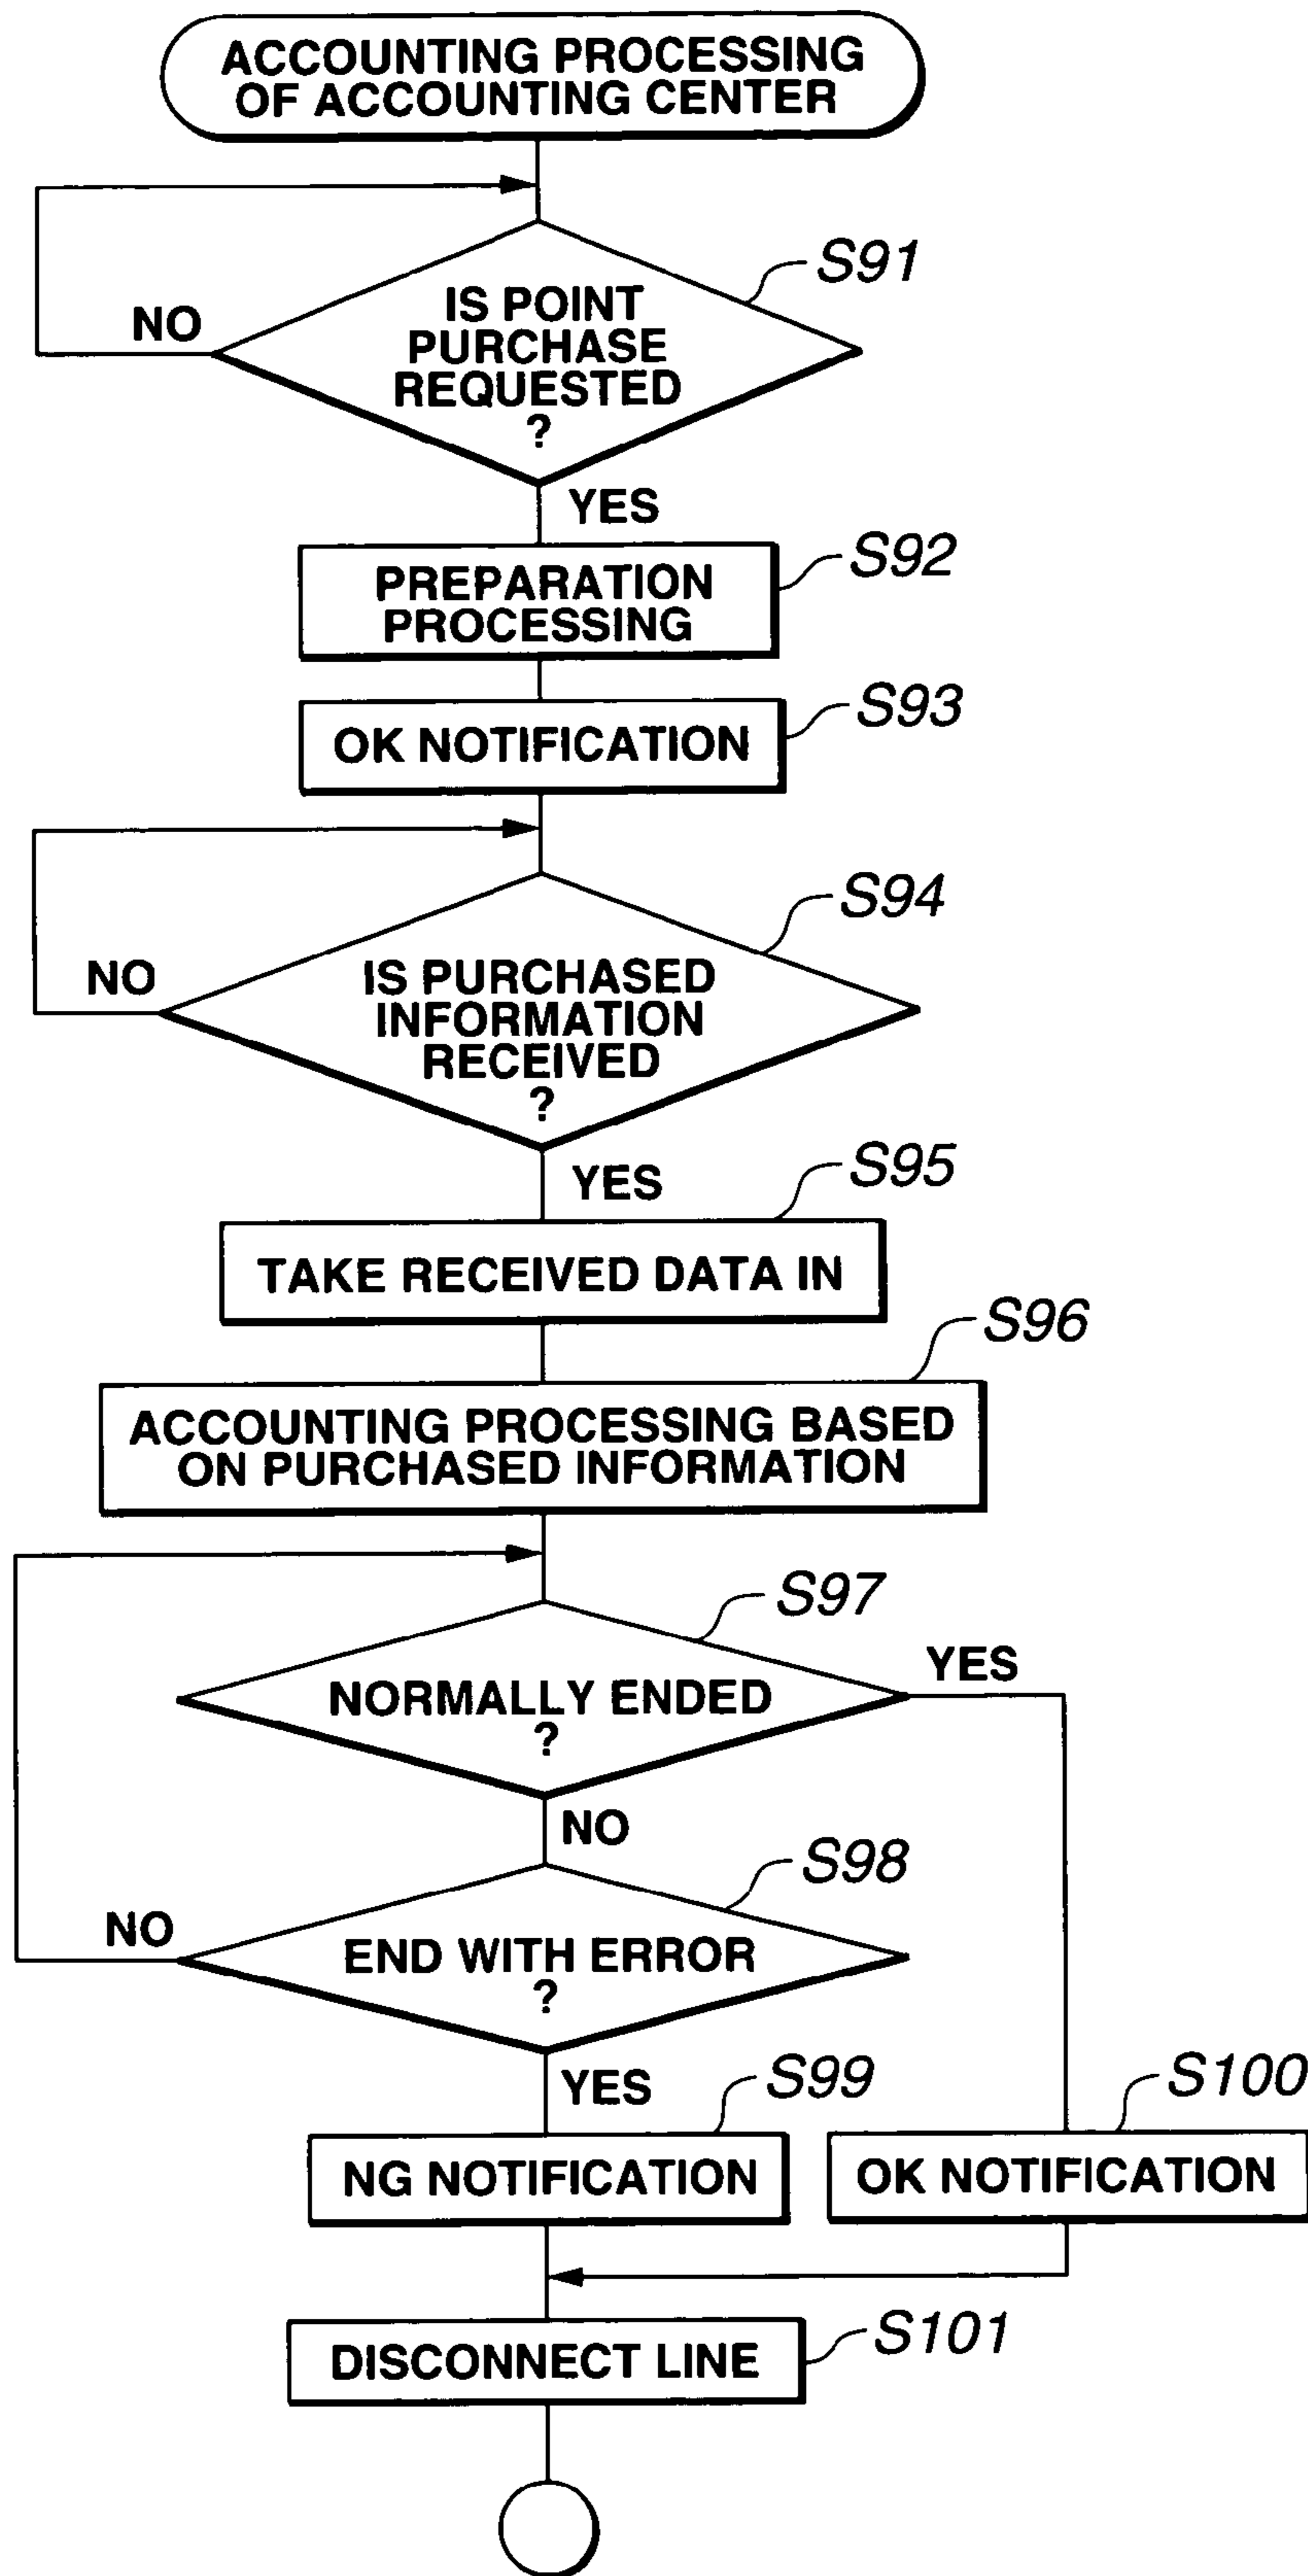 ACCOUNTING PROCESSING
OF ACCOUNTING CENTER
S91
IS POINT
PURCHASE
REQUESTED
?
NO
YES
S92
PREPARATION
PROCESSING
S93
OK NOTIFICATION
S94
IS PURCHASED
INFORMATION
RECEIVED
?
NO
YES
S95
TAKE RECEIVED DATA IN
S96
ACCOUNTING PROCESSING BASED
ON PURCHASED INFORMATION
S97
NORMALLY ENDED
?
YES
NO
S98
END WITH ERROR
?
NO
YES
S99
NG NOTIFICATION
S100
OK NOTIFICATION
S101
DISCONNECT LINE